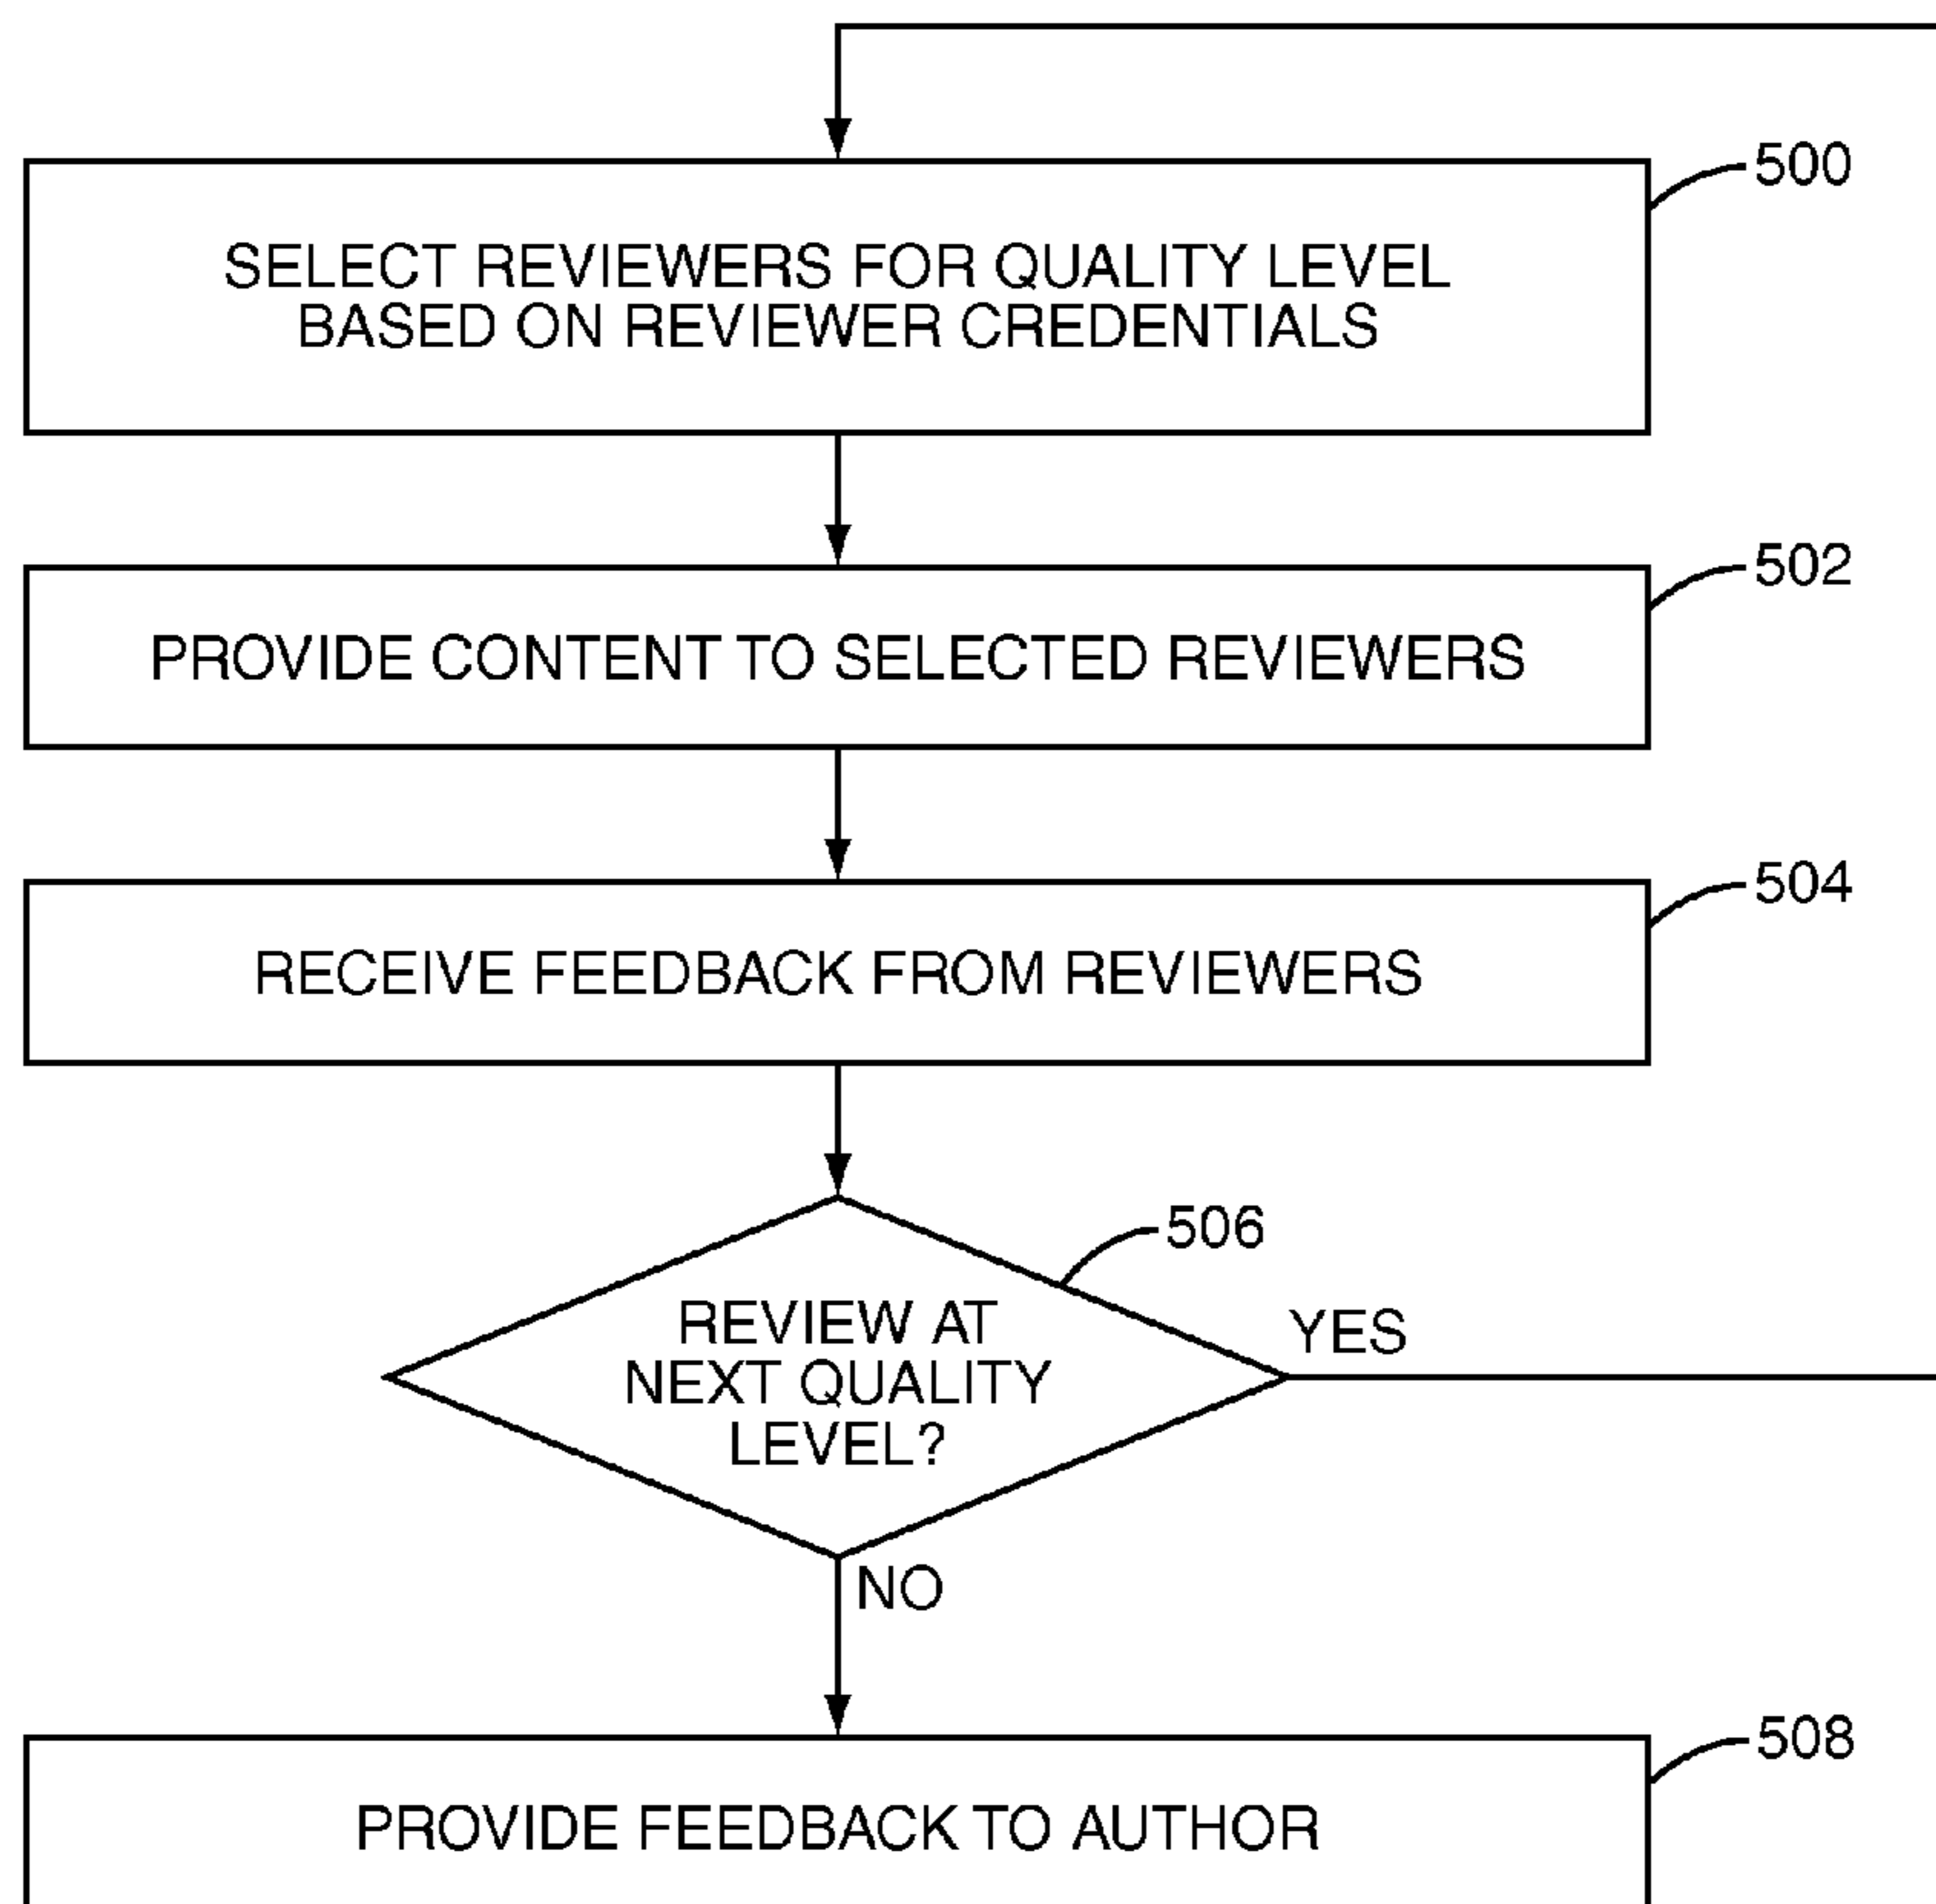 500
SELECT REVIEWERS FOR QUALITY LEVEL
BASED ON REVIEWER CREDENTIALS
502
PROVIDE CONTENT TO SELECTED REVIEWERS
504
RECEIVE FEEDBACK FROM REVIEWERS
506
REVIEW AT
NEXT QUALITY
LEVEL?
YES
NO
508
PROVIDE FEEDBACK TO AUTHOR